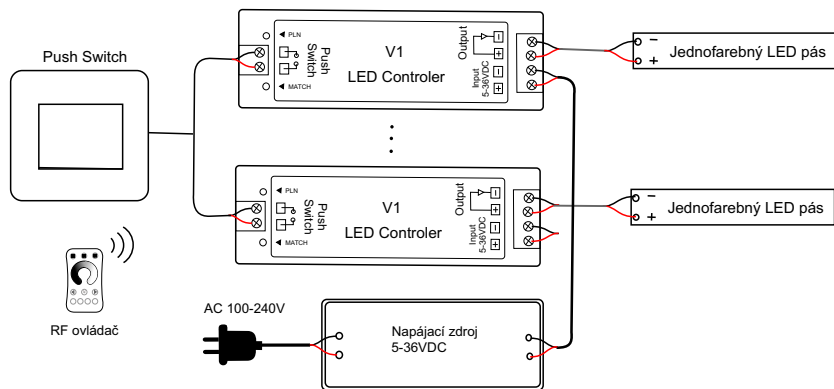 Push Switch
PLN
Push
Switch
MATCH
V1
LED Controler
Output
Input
5-36VDC
Jednofarebný LED pás
PLN
Push
Switch
MATCH
V1
LED Controler
Output
Input
5-36VDC
Jednofarebný LED pás
RF ovládač
AC 100-240V
Napájací zdroj
5-36VDC